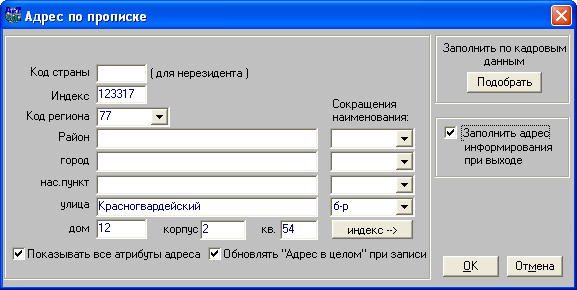 Адрес по прописке
Код страны ( для нерезидента )
Индекс 123317
Код региона 77
Сокращения
наименования:
Район
город
нас.пункт
улица Красногвардейский б-р
дом 12 корпус 2 кв. 54 индекс -->
Показывать все атрибуты адреса Обновлять "Адрес в целом" при записи
Заполнить по кадровым
данным
Подобрать
Заполнить адрес
информирования
при выходе
OK Отмена